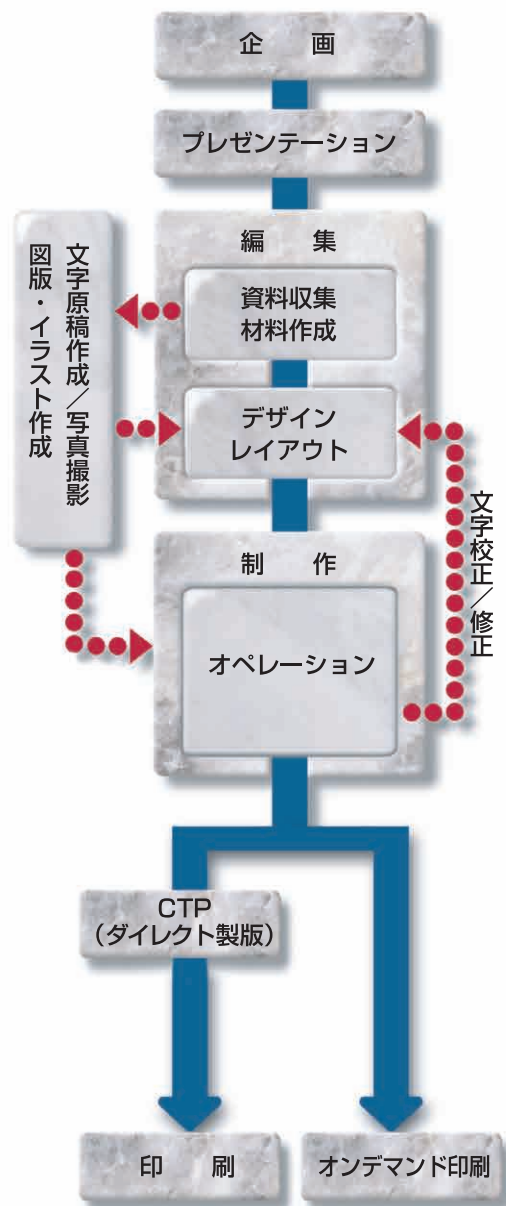 企　画
プレゼンテーション
編　集
資料収集
材料作成
文字原稿作成／写真撮影
図版・イラスト作成
デザイン
レイアウト
文字校正／修正
制　作
オペレーション
CTP
（ダイレクト製版）
印　刷
オンデマンド印刷